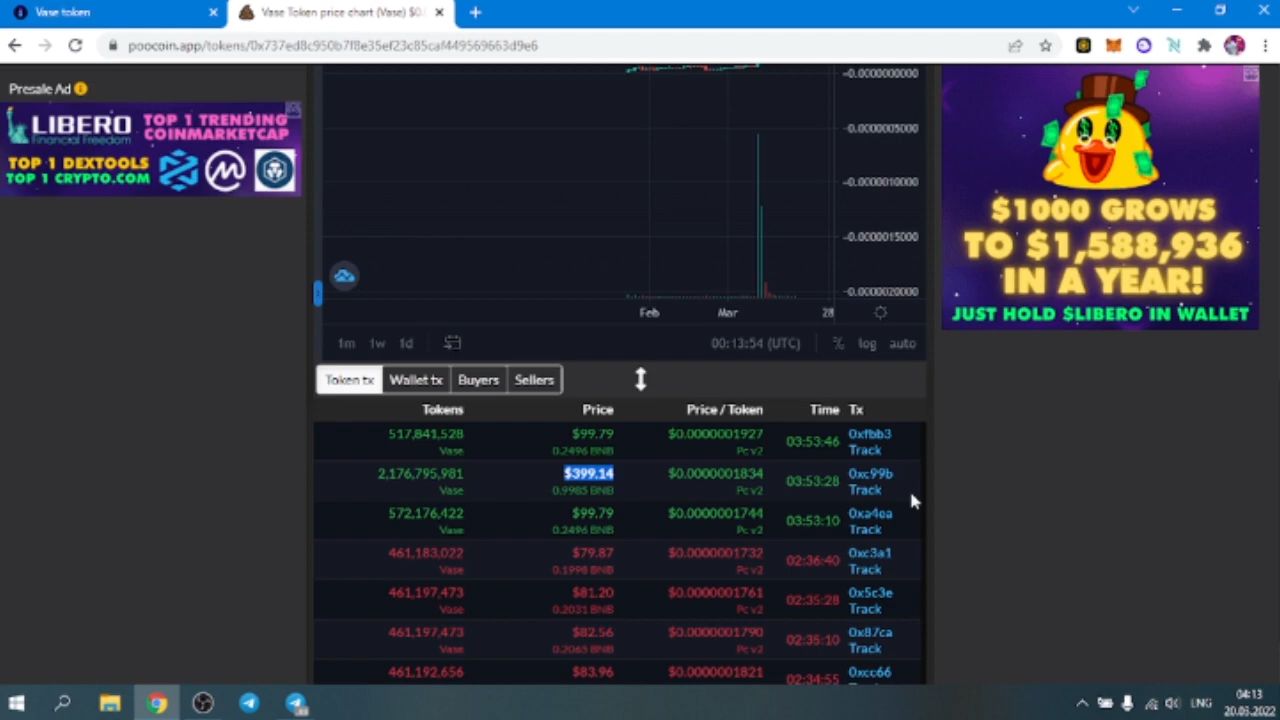 Vase token
Vase Token price chart (Vase) $0.
poocoin.app/tokens/0x737ed8c950b7f8e35ef23c85caf449569663d9e6
Presale Ad
LIBERO
Financial Freedom
TOP 1 TRENDING
COINMARKETCAP
TOP 1 DEXTOOLS
TOP 1 CRYPTO.COM
-0.0000000000
-0.0000005000
-0.0000010000
-0.0000015000
-0.0000020000
Feb Mar 28
1m 1w 1d 00:13:54 (UTC) % log auto
$1000 GROWS
TO $1,588,936
IN A YEAR!
JUST HOLD $LIBERO IN WALLET
Token tx Wallet tx Buyers Sellers
Tokens Price Price / Token Time Tx
517,841,528 $99.79 $0.0000001927 03:53:46 0xfbb3
Vase 0.2496 BNB Pc v2 Track
2,176,795,981 $399.14 $0.0000001834 03:53:28 0xc99b
Vase 0.9985 BNB Pc v2 Track
572,176,422 $99.79 $0.0000001744 03:53:10 0xa4ea
Vase 0.2496 BNB Pc v2 Track
461,183,022 $79.87 $0.0000001732 02:36:40 0xc3a1
Vase 0.1998 BNB Pc v2 Track
461,197,473 $81.20 $0.0000001761 02:35:28 0x5c3e
Vase 0.2031 BNB Pc v2 Track
461,197,473 $82.56 $0.0000001790 02:35:10 0x87ca
Vase 0.2065 BNB Pc v2 Track
461,192,656 $83.96 $0.0000001821 02:34:55 0xcc66
ENG
04:13
20.03.2022